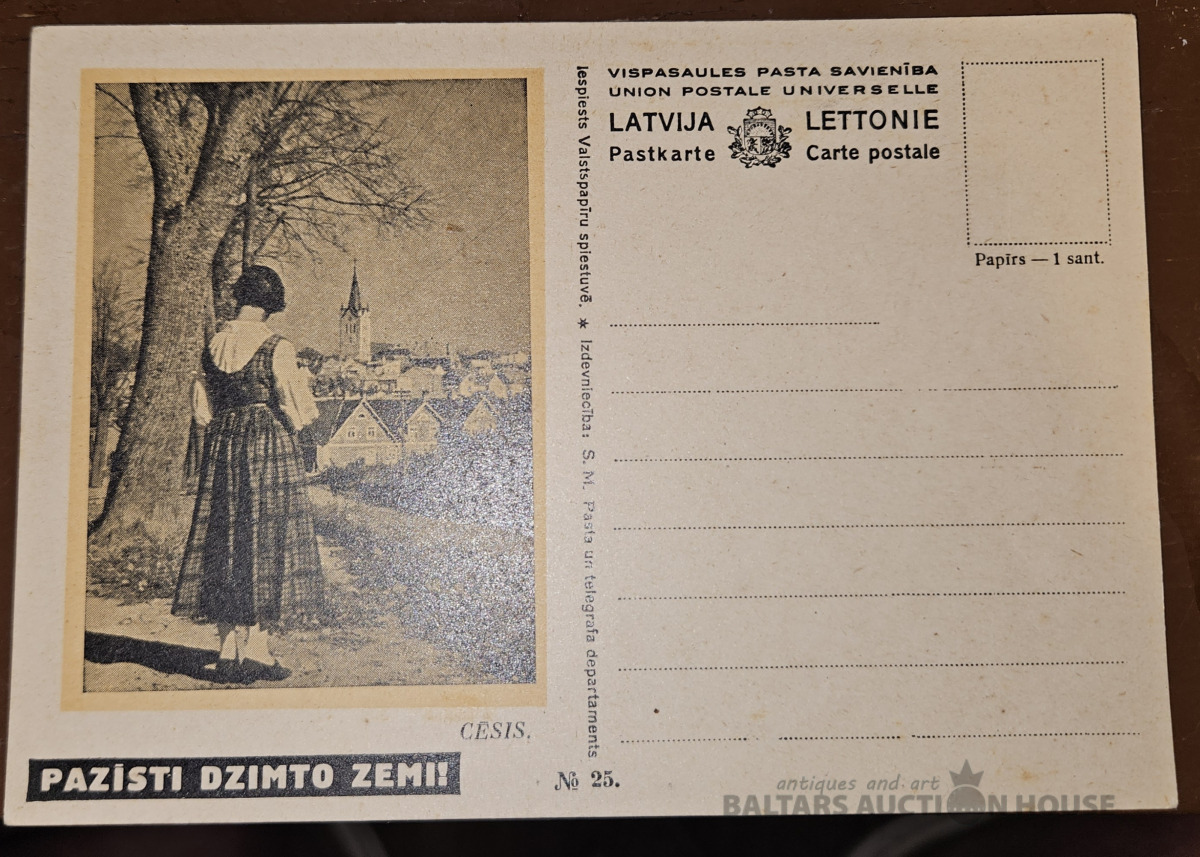 CĒSIS.
PAZĪSTI DZIMTO ZEMI!
Iespiests Valstspapīru spiestuvē. * Izdevniecība: S. M. Pasta un telegrafa departaments
№ 25.
VISPASAULES PASTA SAVIENĪBA
UNION POSTALE UNIVERSELLE
LATVIJA LETTONIE
Pastkarte Carte postale
Papīrs — 1 sant.
antiques and art
BALTARS AUCTION HOUSE